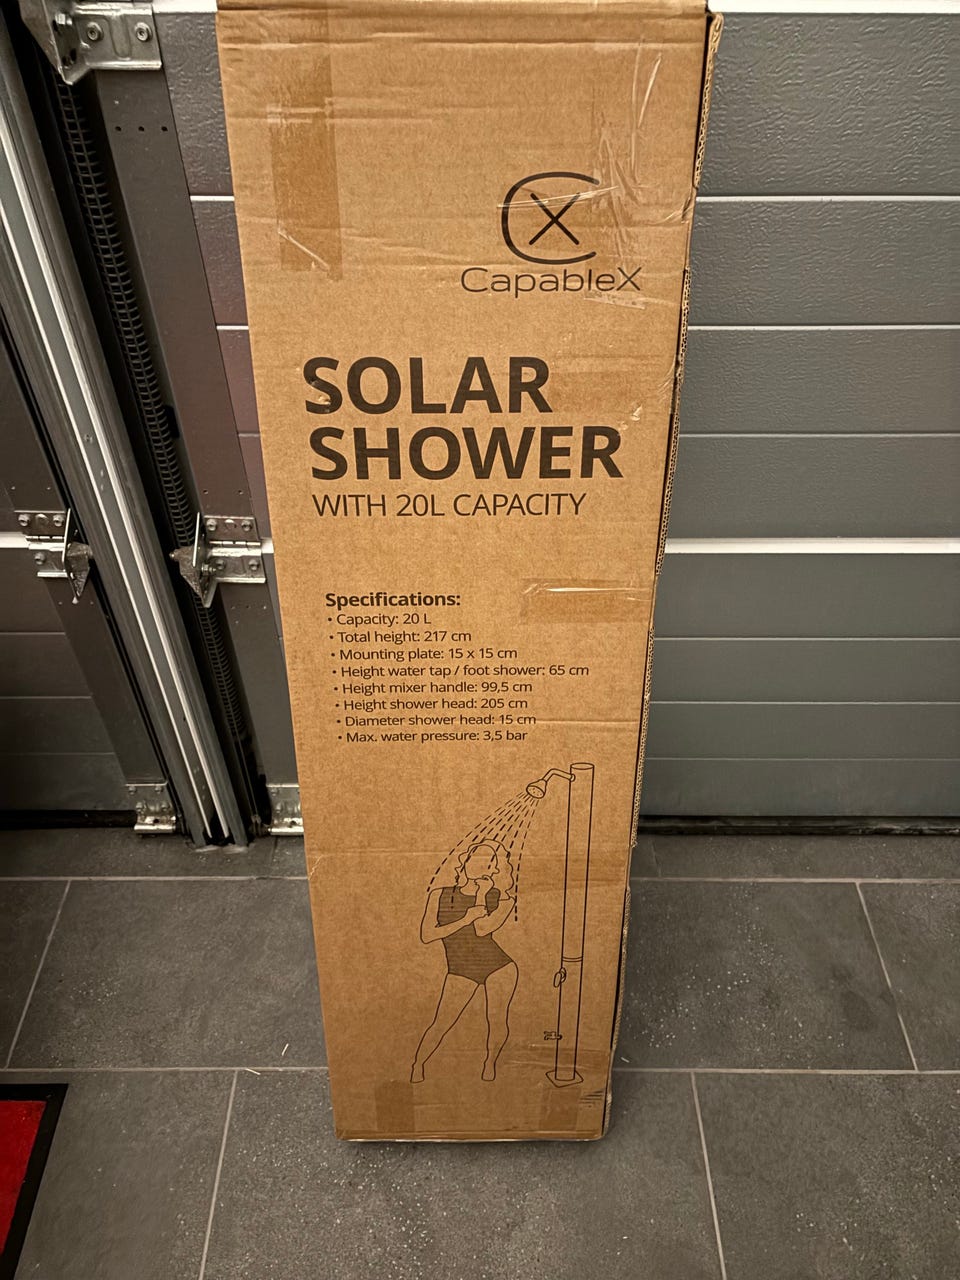 CX
CapableX
SOLAR
SHOWER
WITH 20L CAPACITY
Specifications:
• Capacity: 20 L
• Total height: 217 cm
• Mounting plate: 15 x 15 cm
• Height water tap / foot shower: 65 cm
• Height mixer handle: 99,5 cm
• Height shower head: 205 cm
• Diameter shower head: 15 cm
• Max. water pressure: 3,5 bar